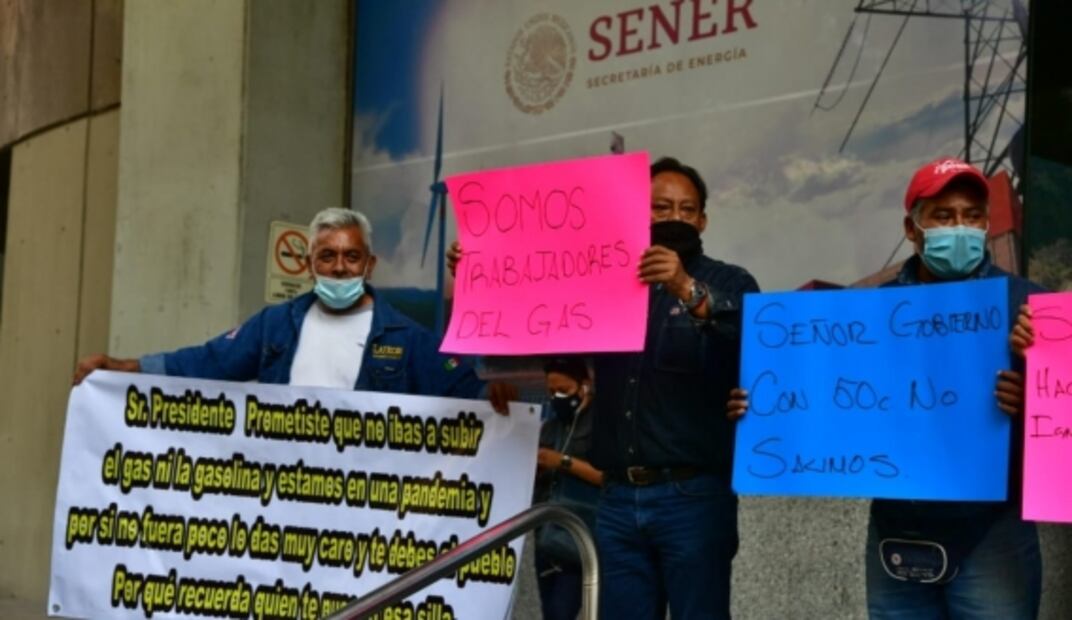 SENER
SECRETARÍA DE ENERGÍA
SOMOS
TRABAJADORES
DEL GAS
SEÑOR GOBIERNO
CON 50c NO
SALIMOS.
Sr. Presidente Prometiste que no ibas a subir
el gas ni la gasolina y estamos en una pandemia y
por si no fuera poco lo das muy caro y te debes al pueblo
Por qué recuerda quien te esa silla